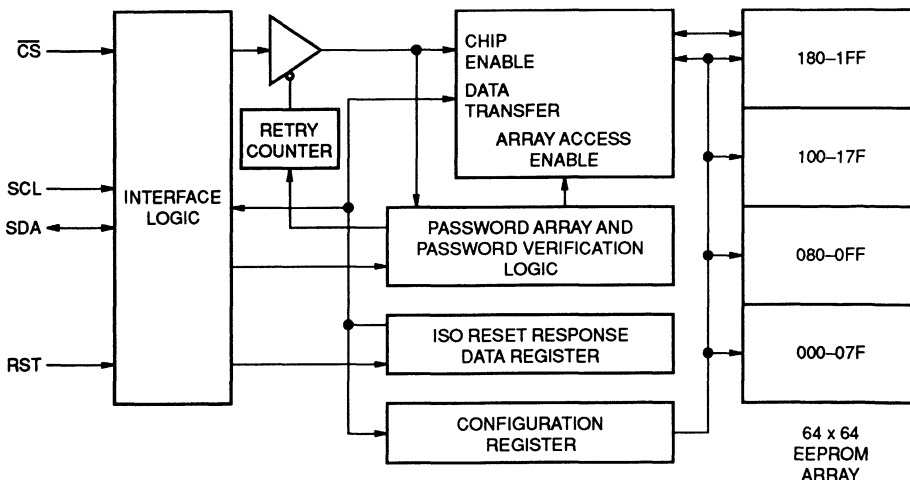 CS
SCL
SDA
RST
INTERFACE
LOGIC
RETRY
COUNTER
CHIP
ENABLE
DATA
TRANSFER
ARRAY ACCESS
ENABLE
PASSWORD ARRAY AND
PASSWORD VERIFICATION
LOGIC
ISO RESET RESPONSE
DATA REGISTER
CONFIGURATION
REGISTER
180–1FF
100–17F
080–0FF
000–07F
64 x 64
EEPROM
ARRAY